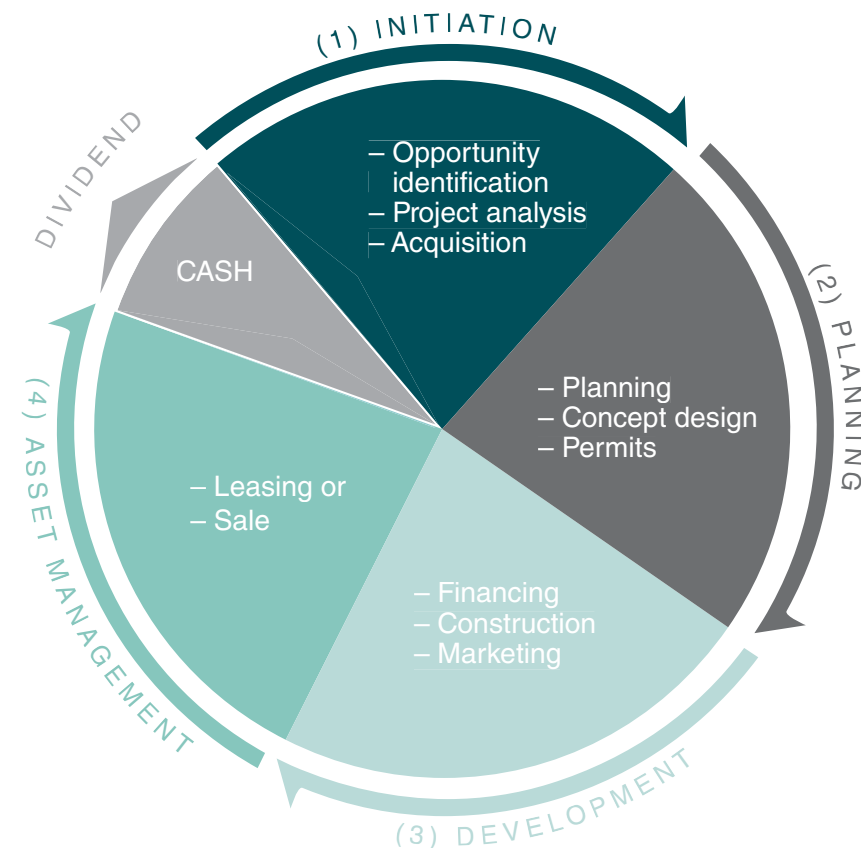 (1) INITIATION
– Opportunity
identification
– Project analysis
– Acquisition
(2) PLANNING
– Planning
– Concept design
– Permits
(3) DEVELOPMENT
– Financing
– Construction
– Marketing
(4) ASSET MANAGEMENT
– Leasing or
– Sale
DIVIDEND
CASH